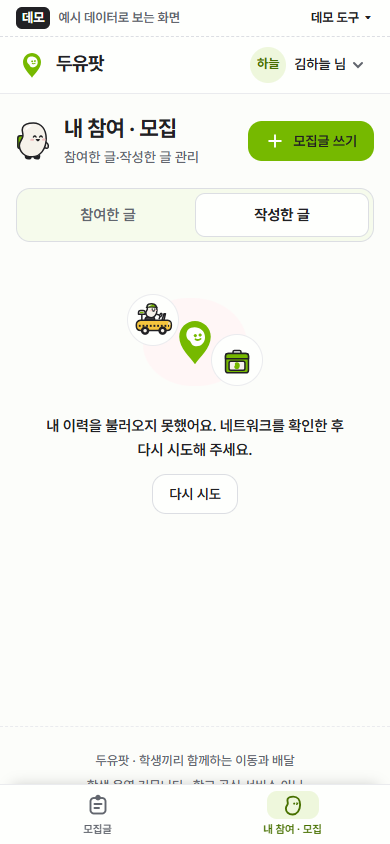 데모 예시 데이터로 보는 화면 데모 도구
두유팟 하늘 김하늘 님
내 참여 · 모집
참여한 글·작성한 글 관리
모집글 쓰기
참여한 글 작성한 글
내 이력을 불러오지 못했어요. 네트워크를 확인한 후
다시 시도해 주세요.
다시 시도
두유팟 · 학생끼리 함께하는 이동과 배달
모집글 내 참여 · 모집